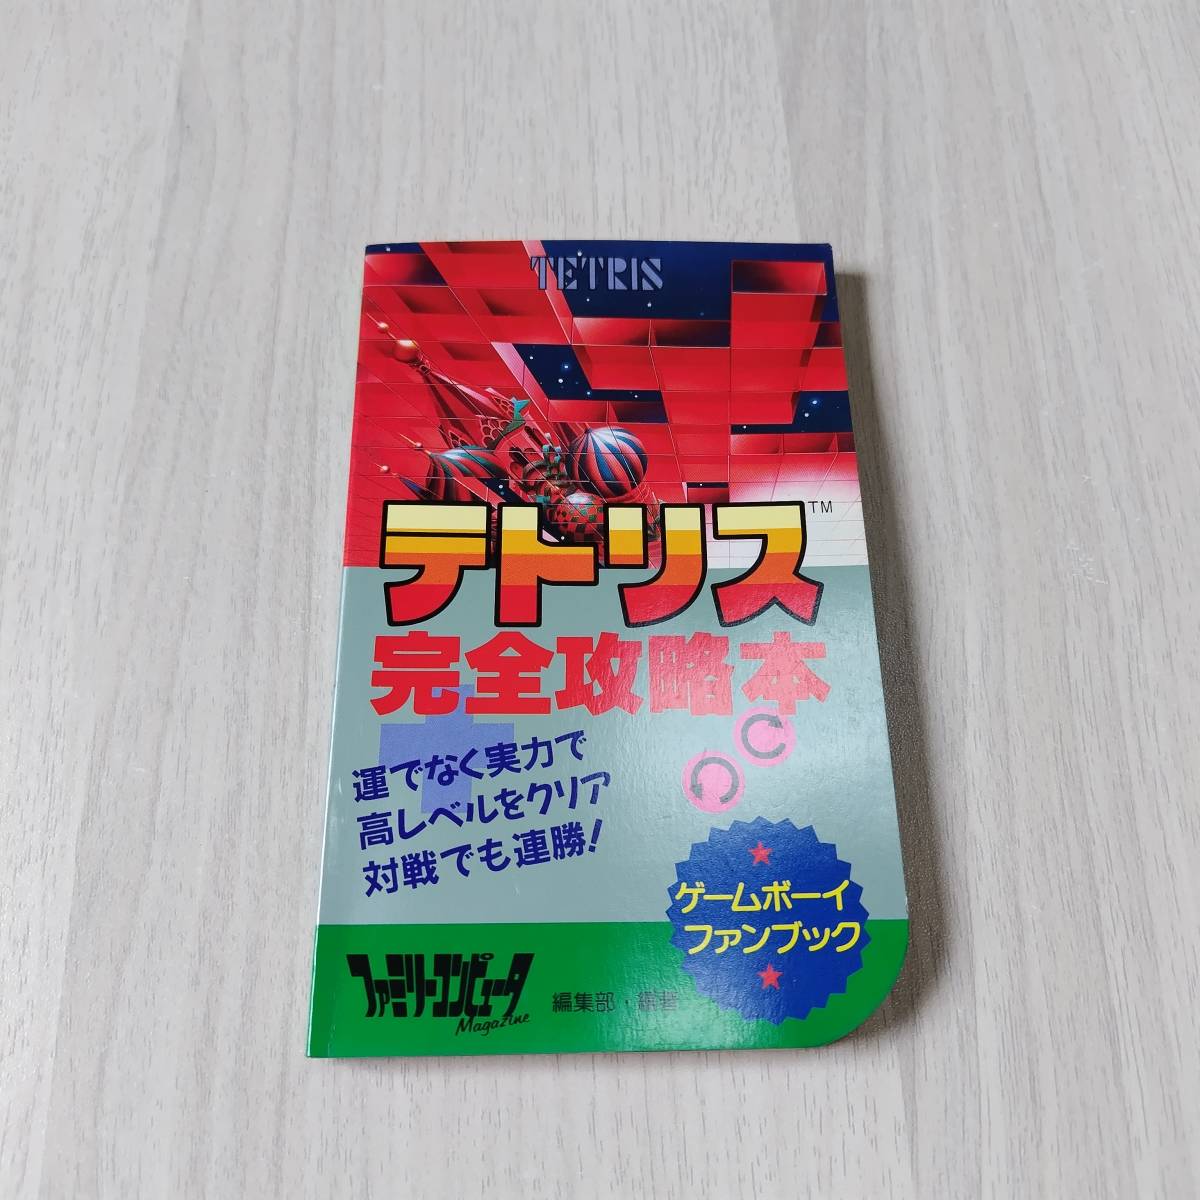 TETRIS
テトリス™
完全攻略本
運でなく実力で
高レベルをクリア
対戦でも連勝!
ゲームボーイ
ファンブック
ファミリーコンピュータ
Magazine
編集部・編著